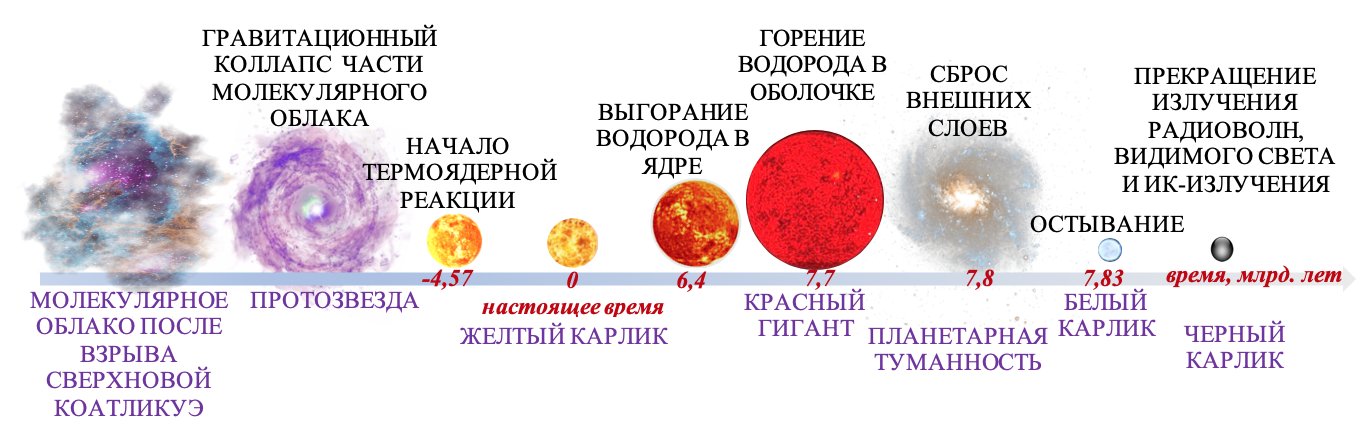 ГРАВИТАЦИОННЫЙ
КОЛЛАПС ЧАСТИ
МОЛЕКУЛЯРНОГО
ОБЛАКА
НАЧАЛО
ТЕРМОЯДЕРНОЙ
РЕАКЦИИ
ВЫГОРАНИЕ
ВОДОРОДА В
ЯДРЕ
ГОРЕНИЕ
ВОДОРОДА В
ОБОЛОЧКЕ
СБРОС
ВНЕШНИХ
СЛОЕВ
ОСТЫВАНИЕ
ПРЕКРАЩЕНИЕ
ИЗЛУЧЕНИЯ
РАДИОВОЛН,
ВИДИМОГО СВЕТА
И ИК-ИЗЛУЧЕНИЯ
-4,57
0
6,4
7,7
7,8
7,83
время, млрд. лет
настоящее время
МОЛЕКУЛЯРНОЕ
ОБЛАКО ПОСЛЕ
ВЗРЫВА
СВЕРХНОВОЙ
КОАТЛИКУЭ
ПРОТОЗВЕЗДА
ЖЕЛТЫЙ КАРЛИК
КРАСНЫЙ
ГИГАНТ
ПЛАНЕТАРНАЯ
ТУМАННОСТЬ
БЕЛЫЙ
КАРЛИК
ЧЕРНЫЙ
КАРЛИК